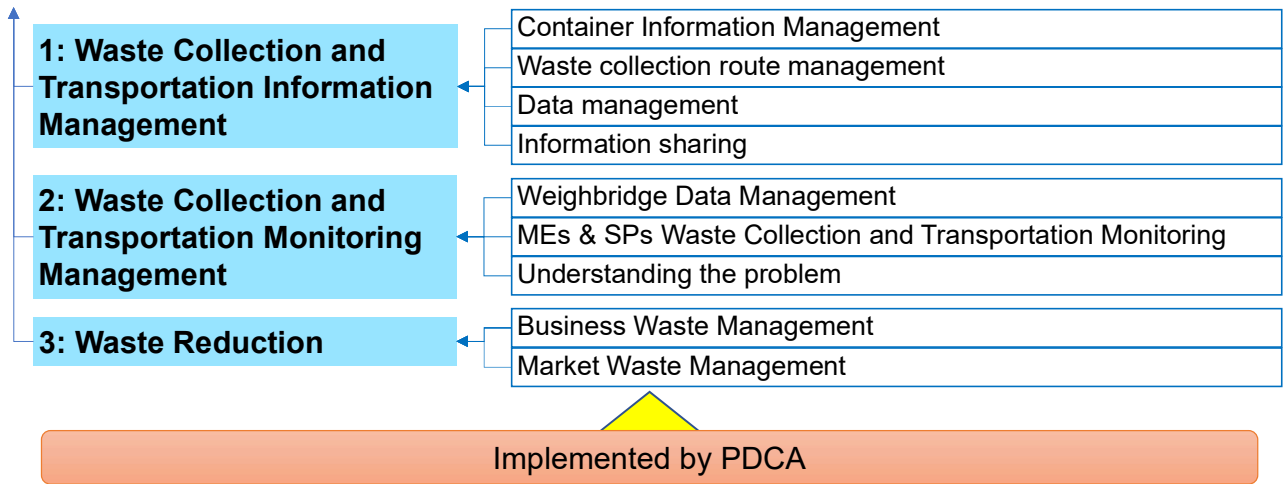 1: Waste Collection and
Transportation Information
Management
Container Information Management
Waste collection route management
Data management
Information sharing
2: Waste Collection and
Transportation Monitoring
Management
Weighbridge Data Management
MEs & SPs Waste Collection and Transportation Monitoring
Understanding the problem
3: Waste Reduction
Business Waste Management
Market Waste Management
Implemented by PDCA